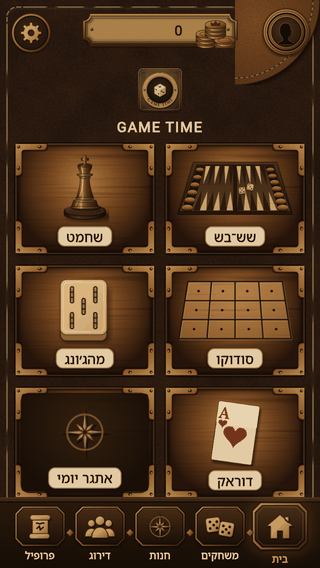 0
GAME TIME
שחמט
שש־בש
מהג׳ונג
סודוקו
אתגר יומי
דוראק
A
פרופיל
דירוג
חנות
משחקים
בית